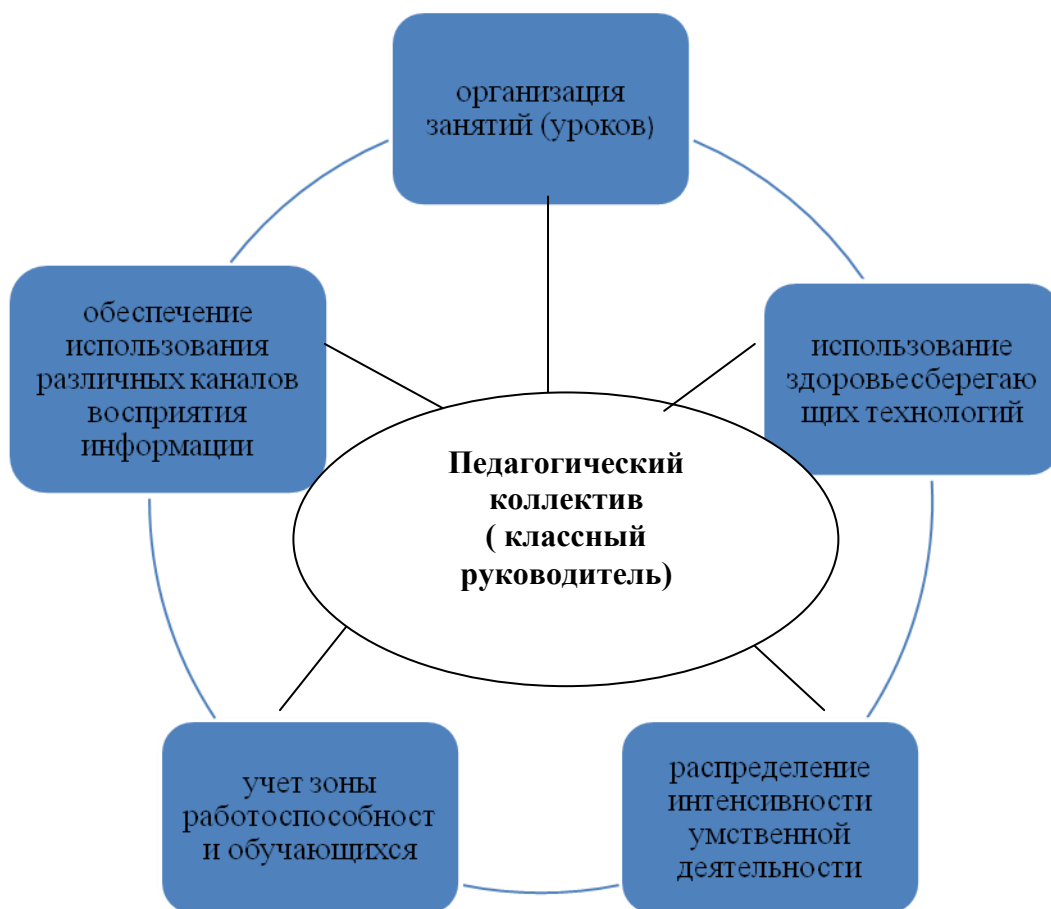 организация
занятий (уроков)
обеспечение
использования
различных каналов
восприятия
информации
использование
здоровьесберегаю
щих технологий
Педагогический
коллектив
( классный
руководитель)
учет зоны
работоспособност
и обучающихся
распределение
интенсивности
умственной
деятельности